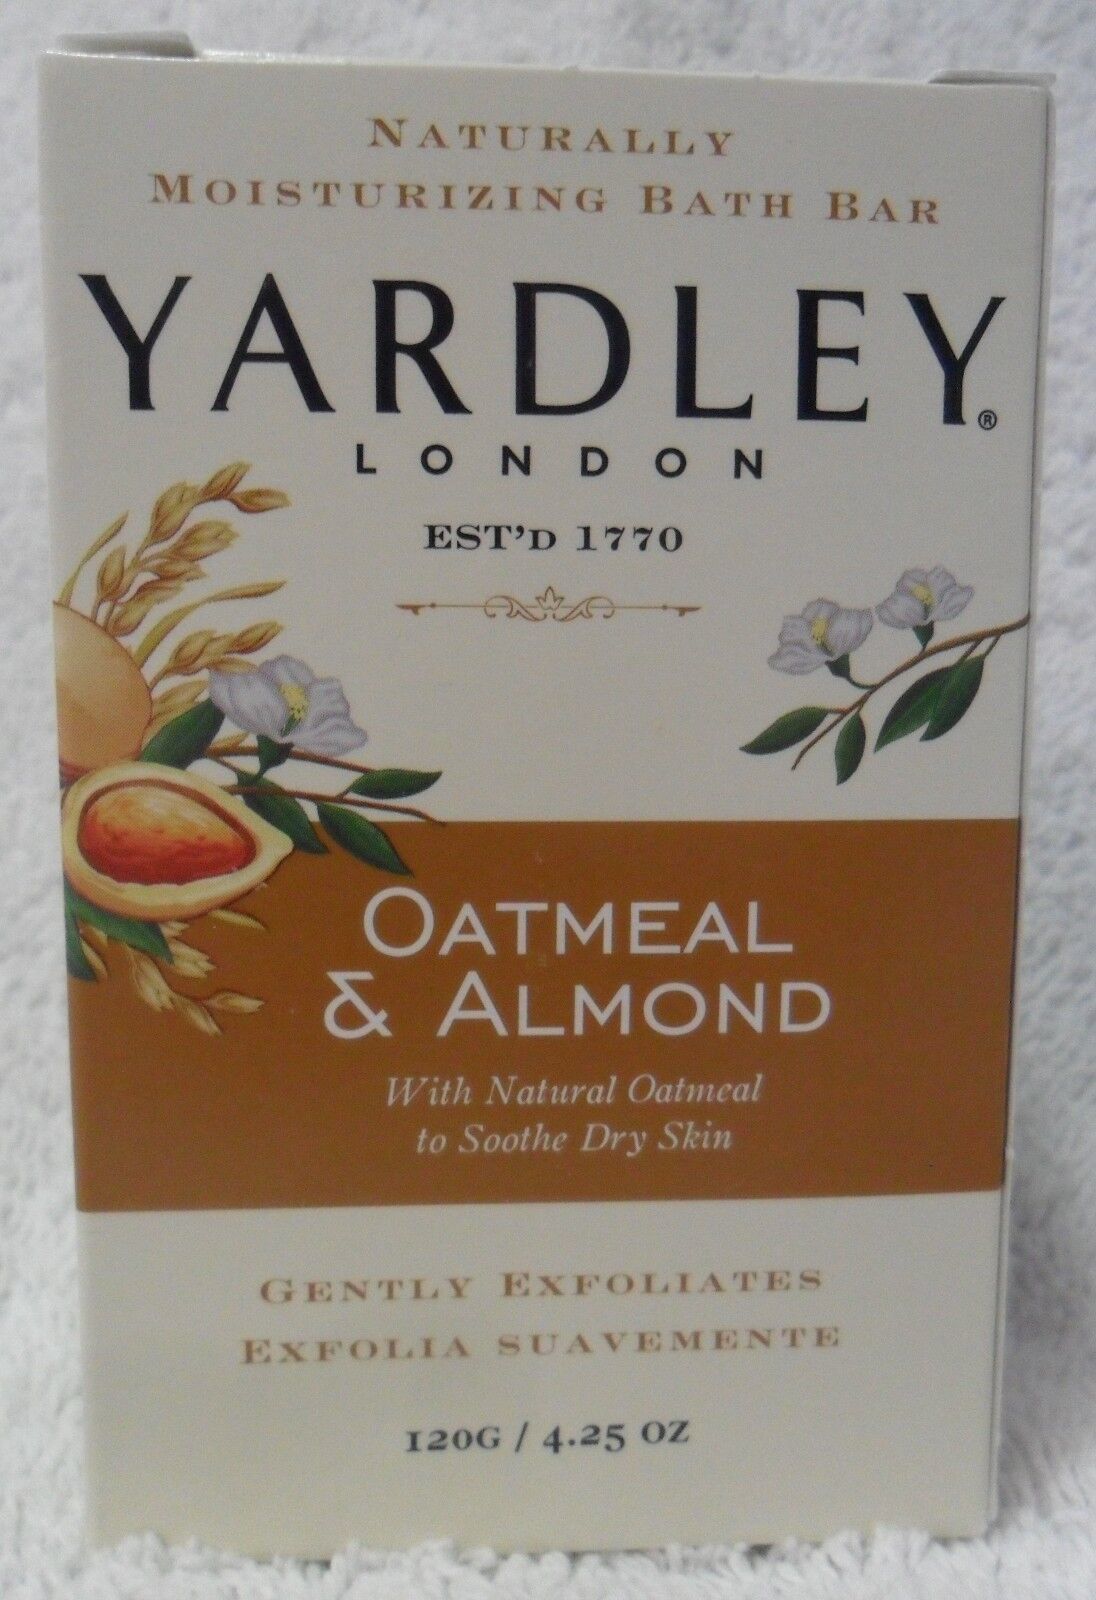 NATURALLY
MOISTURIZING BATH BAR
YARDLEY®
LONDON
EST'D 1770
OATMEAL
& ALMOND
With Natural Oatmeal
to Soothe Dry Skin
GENTLY EXFOLIATES
EXFOLIA SUAVEMENTE
120G / 4.25 OZ